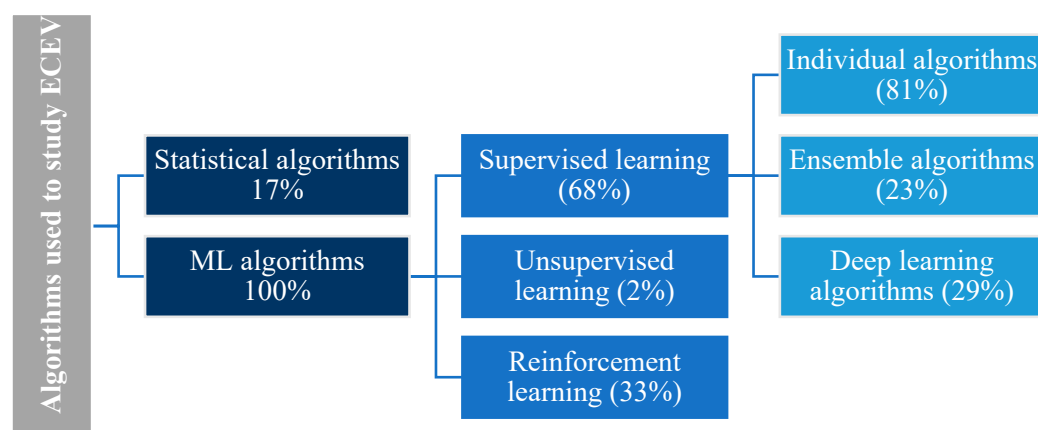 Algorithms used to study ECEV
Statistical algorithms
17%
ML algorithms
100%
Supervised learning
(68%)
Unsupervised
learning (2%)
Reinforcement
learning (33%)
Individual algorithms
(81%)
Ensemble algorithms
(23%)
Deep learning
algorithms (29%)